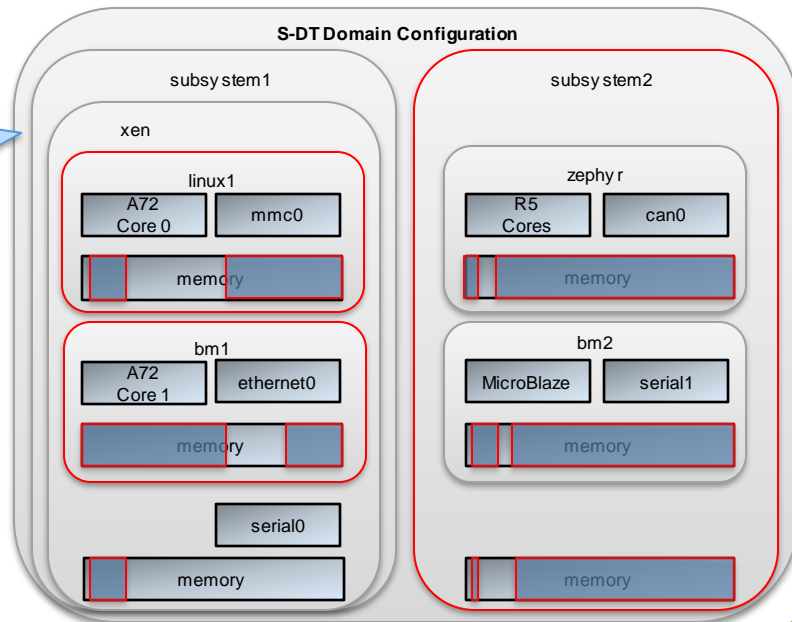 S-DT Domain Configuration
subsystem1
xen
linux1
A72
Core 0
mmc0
memory
bm1
A72
Core 1
ethernet0
memory
serial0
memory
subsystem2
zephyr
R5
Cores
can0
memory
bm2
MicroBlaze
serial1
memory
memory